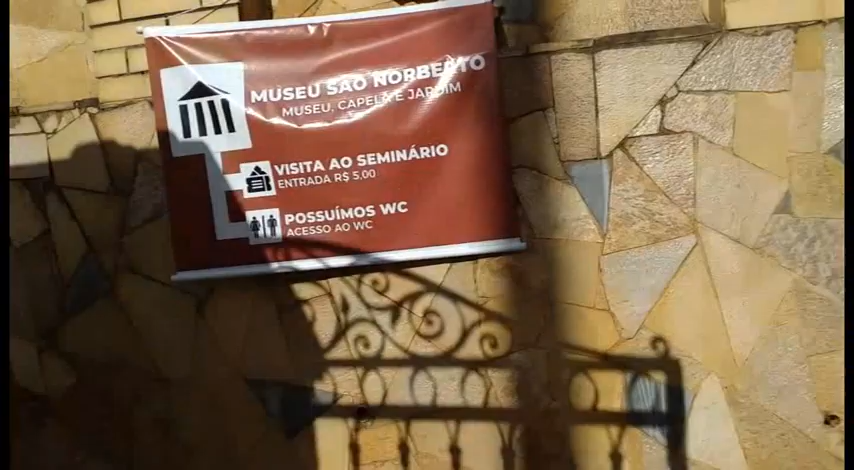 MUSEU SÃO NORBERTO
MUSEU, CAPELA E JARDIM
VISITA AO SEMINÁRIO
ENTRADA R$ 5,00
POSSUÍMOS WC
ACESSO AO WC